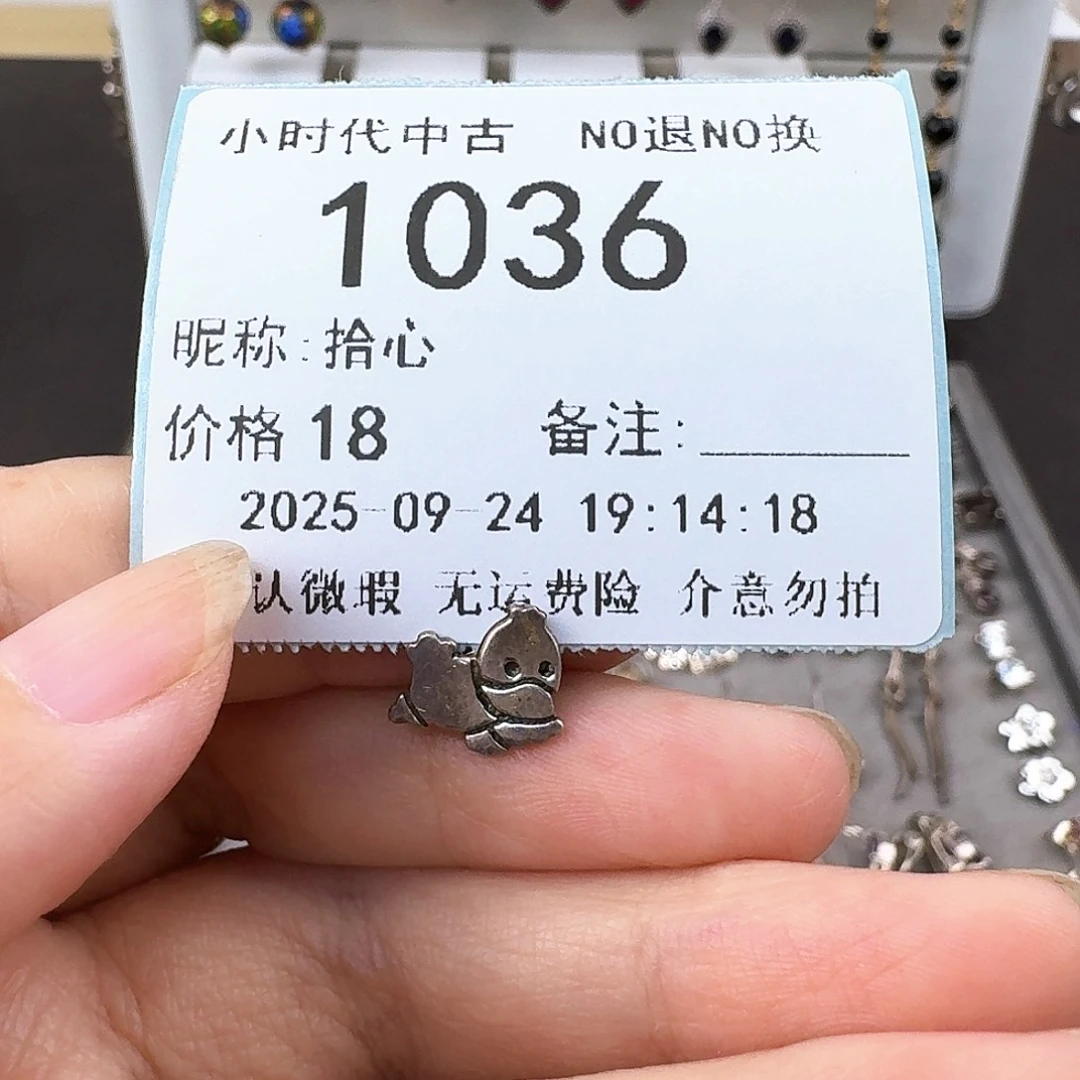 小时代中古 NO退NO换
1036
昵称:拾心
价格 18 备注:
2025-09-24 19:14:18
认微瑕 无运费险 介意勿拍